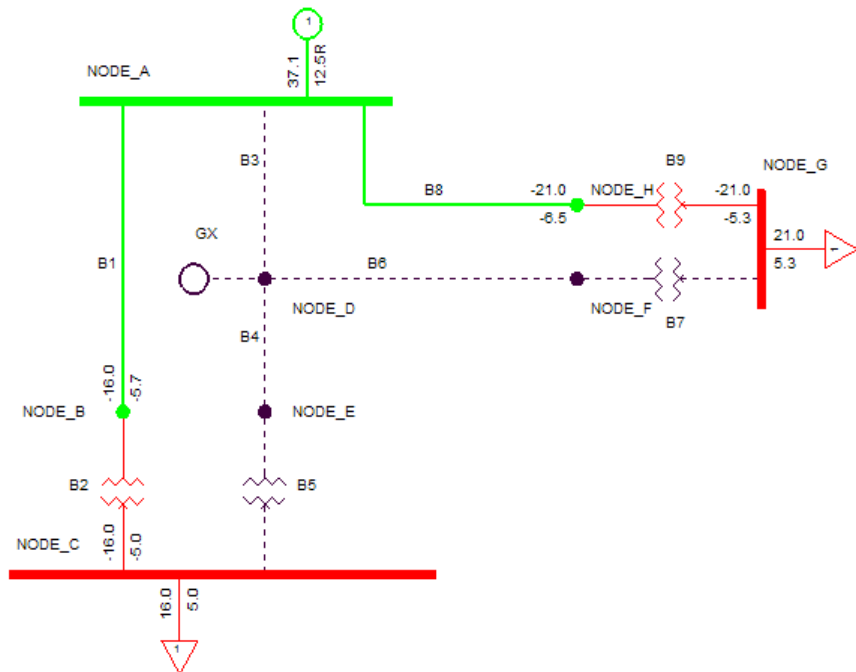 1
37.1
12.5R
NODE_A
B3
B9
NODE_G
B8
-21.0
NODE_H
-21.0
-6.5
-5.3
21.0
1
5.3
GX
B1
B6
NODE_D
NODE_F
B7
B4
-16.0
-5.7
NODE_B
NODE_E
B2
B5
-16.0
-5.0
NODE_C
16.0
5.0
1